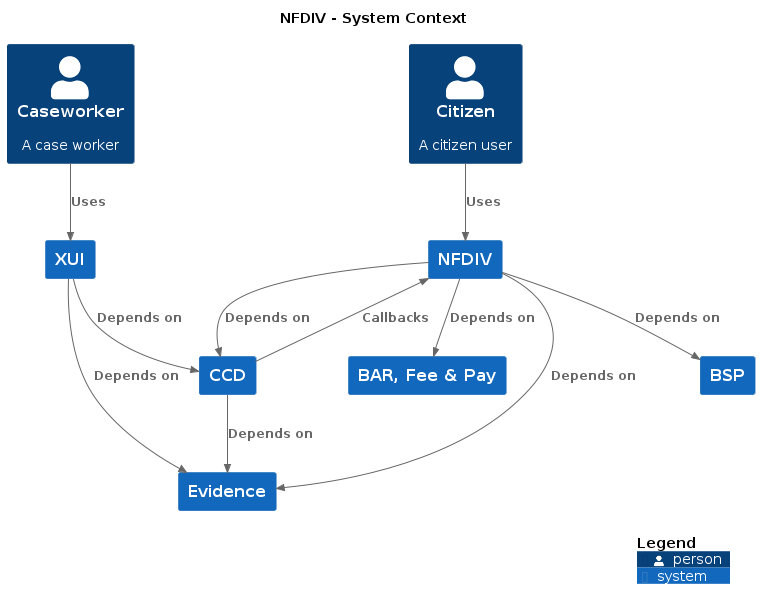 NFDIV - System Context
Caseworker
A case worker
Citizen
A citizen user
Uses
Uses
XUI
NFDIV
Depends on
Depends on
Callbacks
Depends on
Depends on
CCD
BAR, Fee & Pay
BSP
Depends on
Depends on
Depends on
Evidence
Legend
person
system